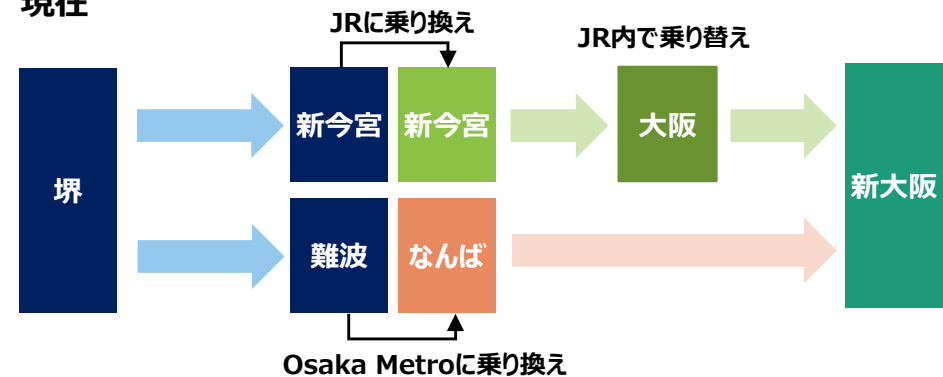 現在
JRに乗り換え
JR内で乗り替え
堺
新今宮
新今宮
大阪
新大阪
難波
なんば
Osaka Metroに乗り換え